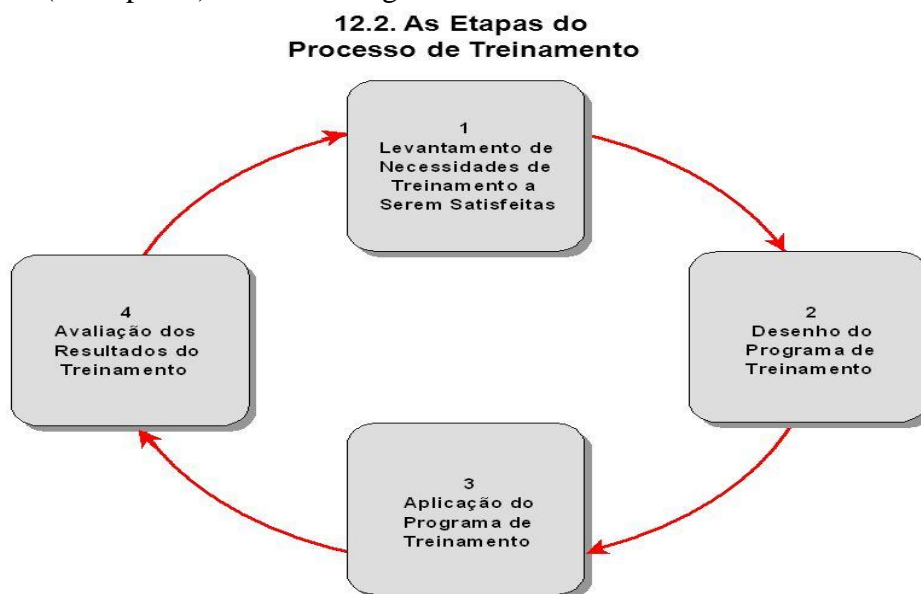 12.2. As Etapas do
Processo de Treinamento
1
Levantamento de
Necessidades de
Treinamento a
Serem Satisfeitas
2
Desenho do
Programa de
Treinamento
3
Aplicação do
Programa de
Treinamento
4
Avaliação dos
Resultados do
Treinamento